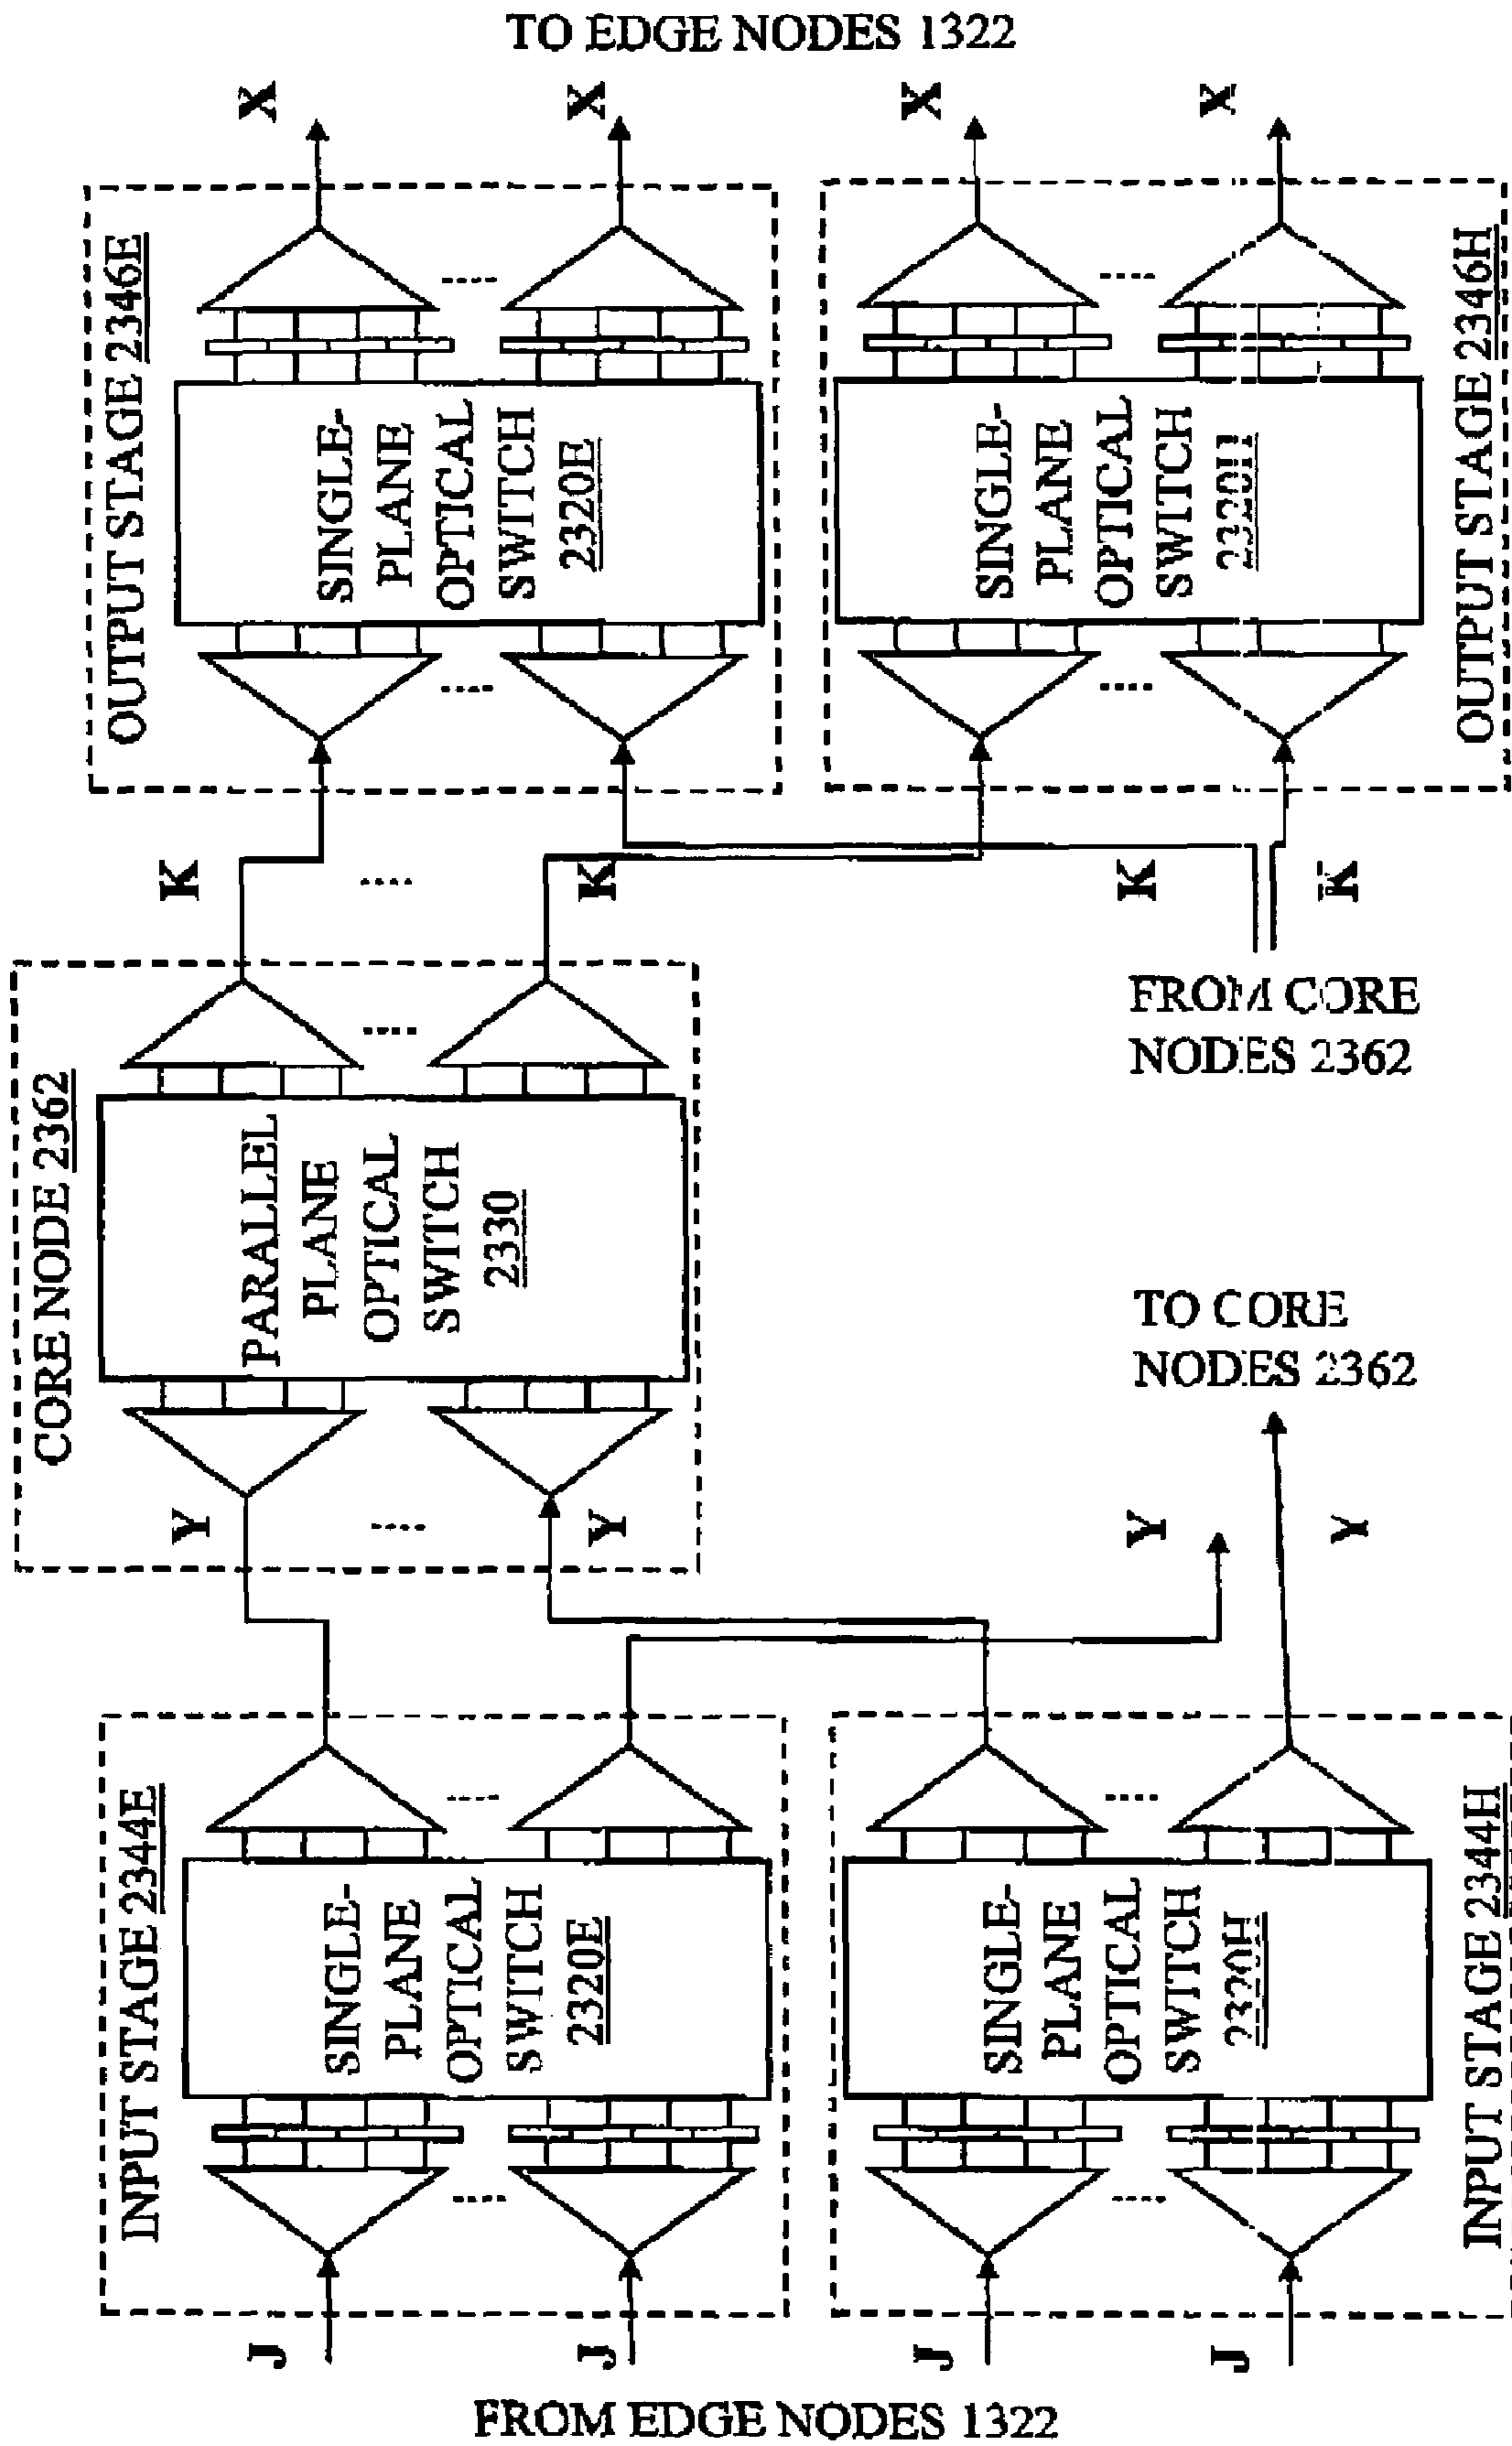 TO EDGE NODES 1322
X
X
X
X
OUTPUT STAGE 2346E
SINGLE-
PLANE
OPTICAL
SWITCH
2320E
SINGLE-
PLANE
OPTICAL
SWITCH
2320H
OUTPUT STAGE 2346H
K
K
K
K
FROM CORE
NODES 2362
CORE NODE 2362
PARALLEL
PLANE
OPTICAL
SWITCH
2330
TO CORE
NODES 2362
Y
Y
Y
Y
INPUT STAGE 2344E
SINGLE-
PLANE
OPTICAL
SWITCH
2320E
SINGLE-
PLANE
OPTICAL
SWITCH
2320H
INPUT STAGE 2344H
J
J
J
J
FROM EDGE NODES 1322